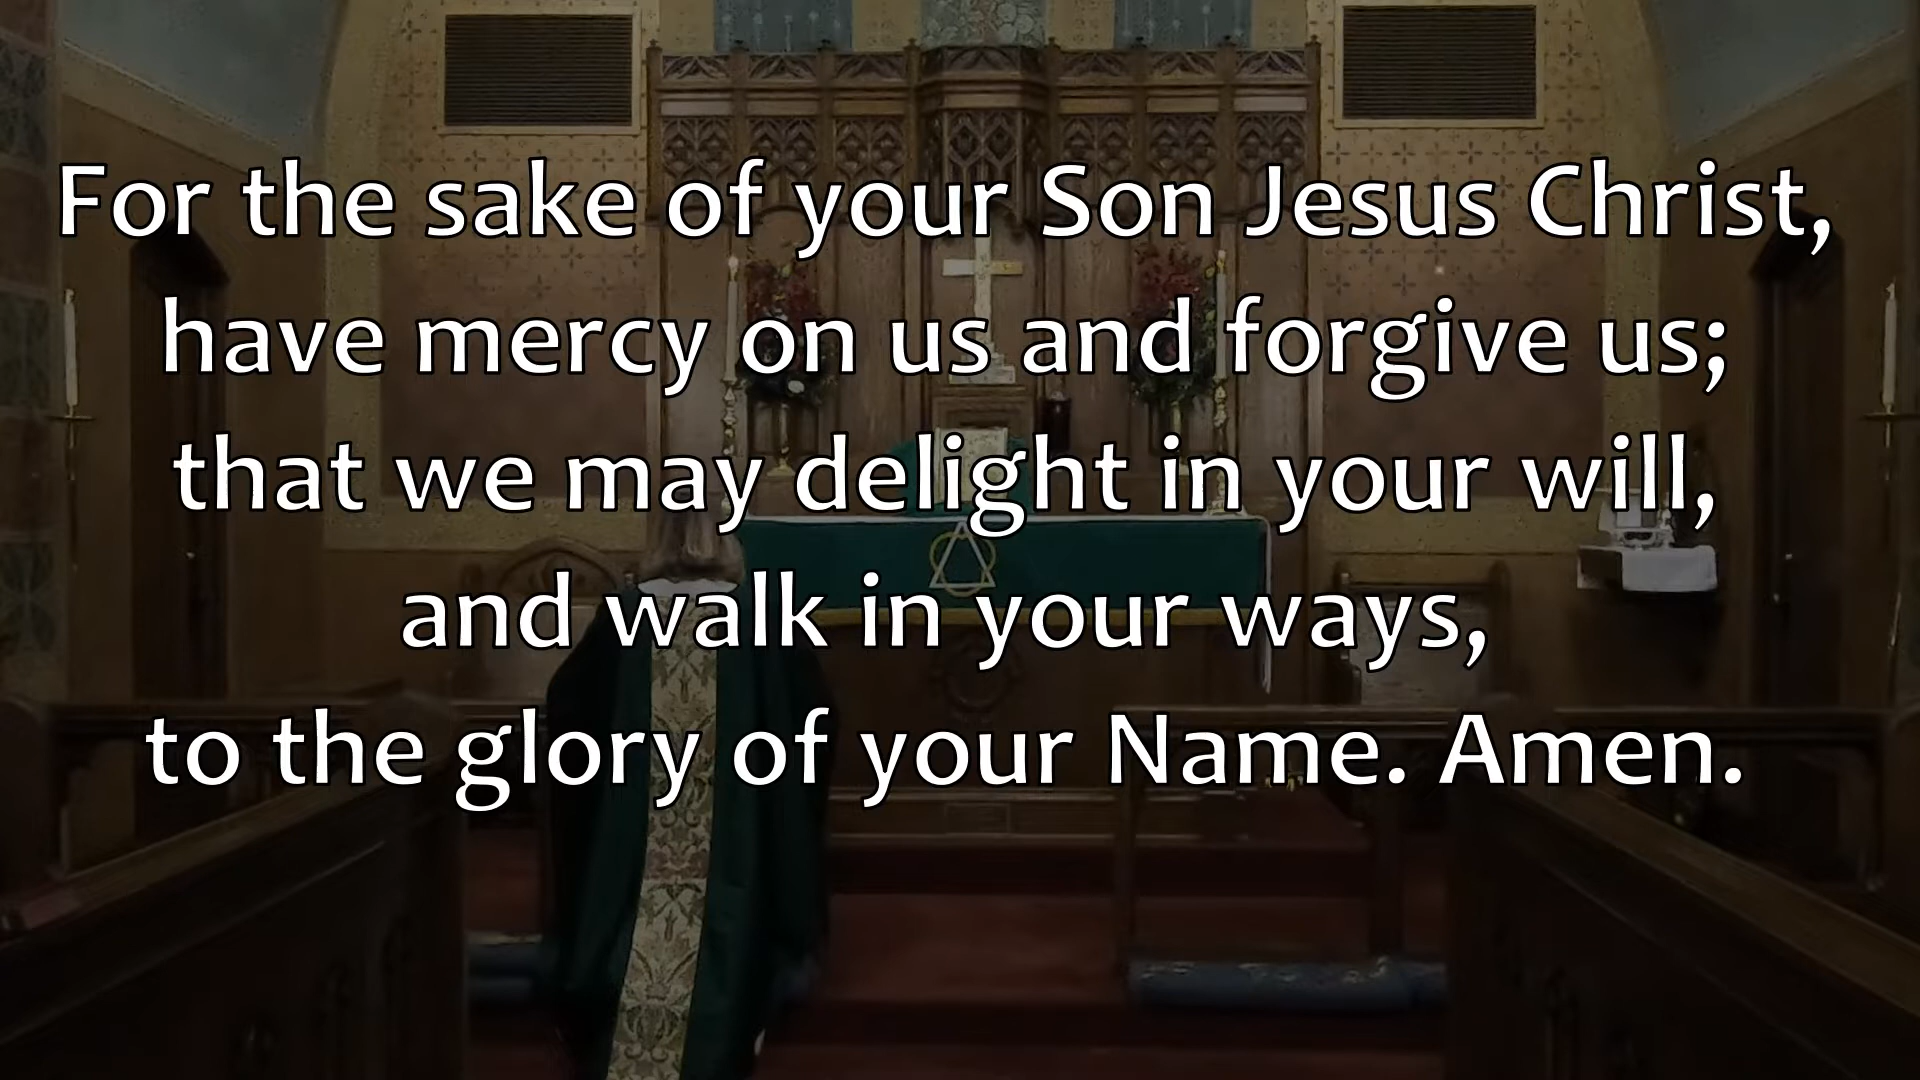 For the sake of your Son Jesus Christ,
have mercy on us and forgive us;
that we may delight in your will,
and walk in your ways,
to the glory of your Name. Amen.